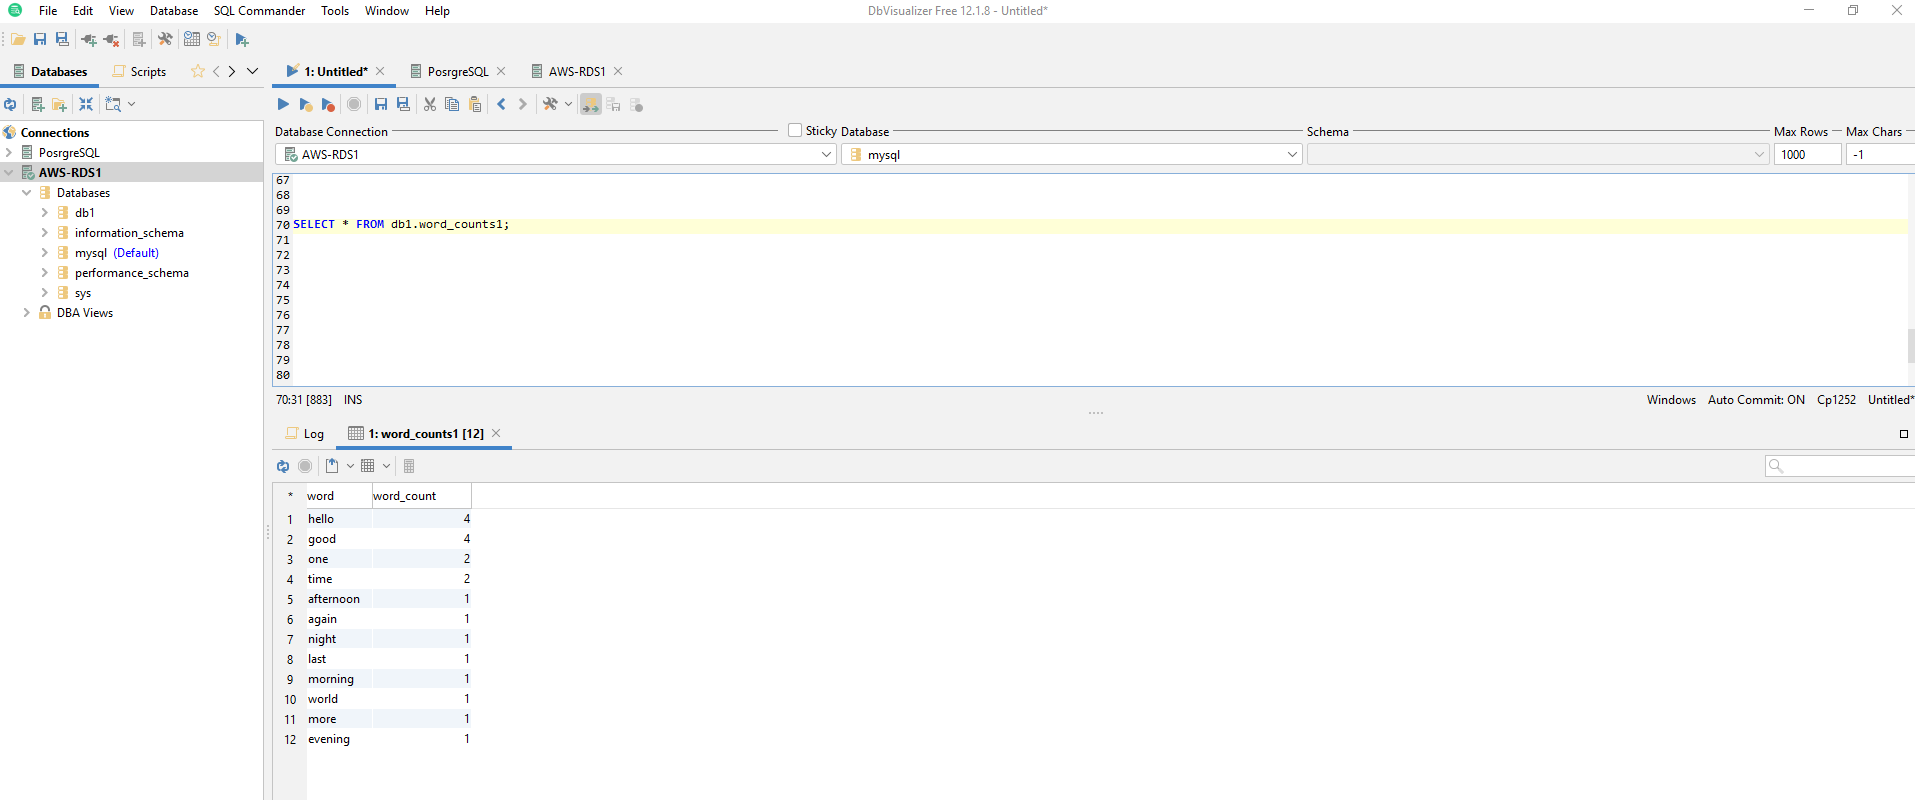 File Edit View Database SQL Commander Tools Window Help DbVisualizer Free 12.1.8 - Untitled*
Databases Scripts 1: Untitled* PosrgreSQL AWS-RDS1
Connections
PosrgreSQL
AWS-RDS1
Databases
db1
information_schema
mysql (Default)
performance_schema
sys
DBA Views
Database Connection Sticky Database Schema Max Rows Max Chars
AWS-RDS1 mysql 1000 -1
67
68
69
70 SELECT * FROM db1.word_counts1;
71
72
73
74
75
76
77
78
79
80
70:31 [883] INS Windows Auto Commit: ON Cp1252 Untitled*
Log 1: word_counts1 [12]
* word word_count
1 hello 4
2 good 4
3 one 2
4 time 2
5 afternoon 1
6 again 1
7 night 1
8 last 1
9 morning 1
10 world 1
11 more 1
12 evening 1